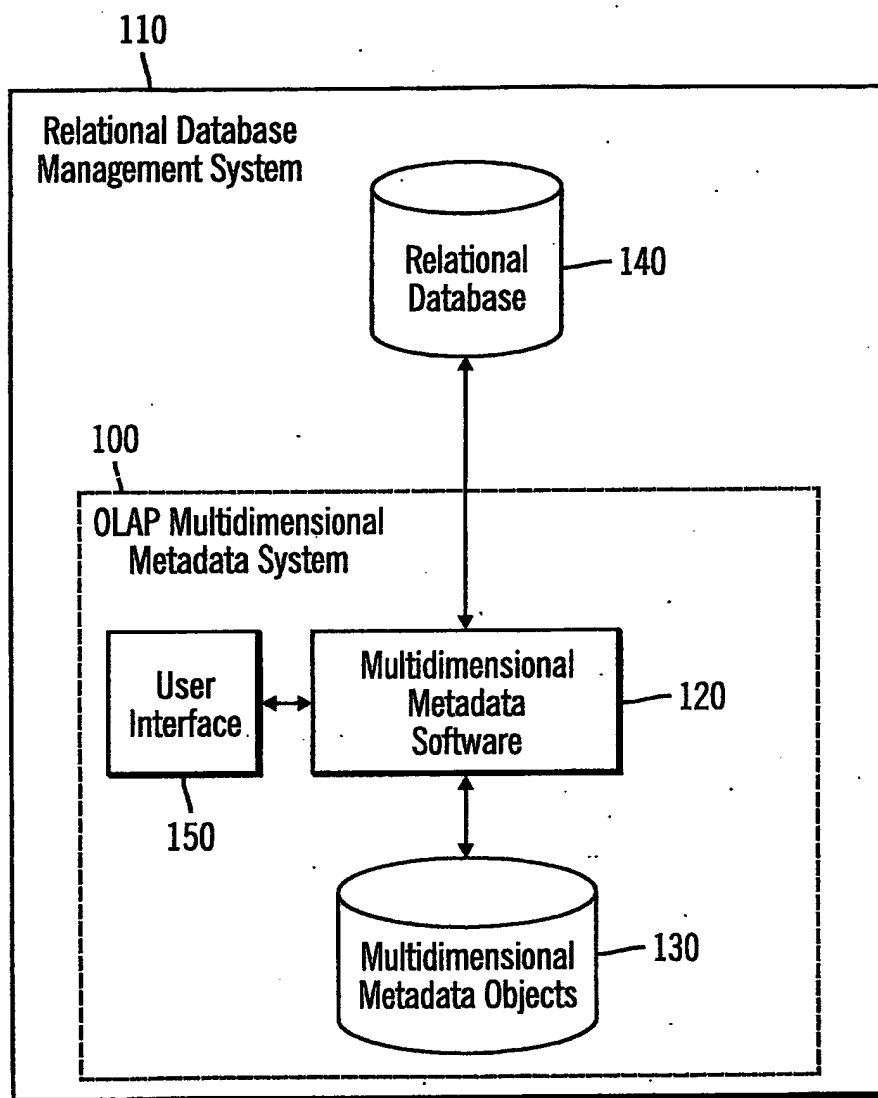 110
Relational Database
Management System
Relational
Database
140
100
OLAP Multidimensional
Metadata System
User
Interface
Multidimensional
Metadata
Software
120
150
Multidimensional
Metadata Objects
130